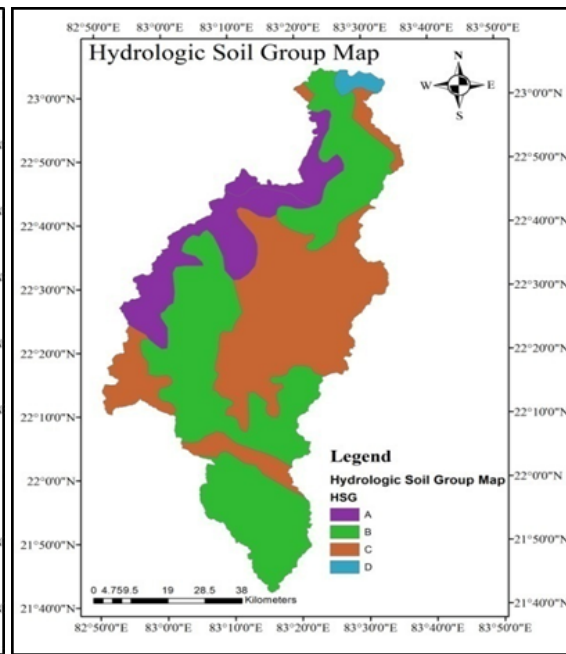 82°50'0"E 83°0'0"E 83°10'0"E 83°20'0"E 83°30'0"E 83°40'0"E 83°50'0"E
Hydrologic Soil Group Map
N
W E
S
23°0'0"N 23°0'0"N
22°50'0"N 22°50'0"N
22°40'0"N 22°40'0"N
22°30'0"N 22°30'0"N
22°20'0"N 22°20'0"N
22°10'0"N 22°10'0"N
Legend
22°0'0"N 22°0'0"N
Hydrologic Soil Group Map
HSG
A
B
C
D
21°50'0"N 21°50'0"N
0 4.759.5 19 28.5 38
Kilometers
21°40'0"N 21°40'0"N
82°50'0"E 83°0'0"E 83°10'0"E 83°20'0"E 83°30'0"E 83°40'0"E 83°50'0"E